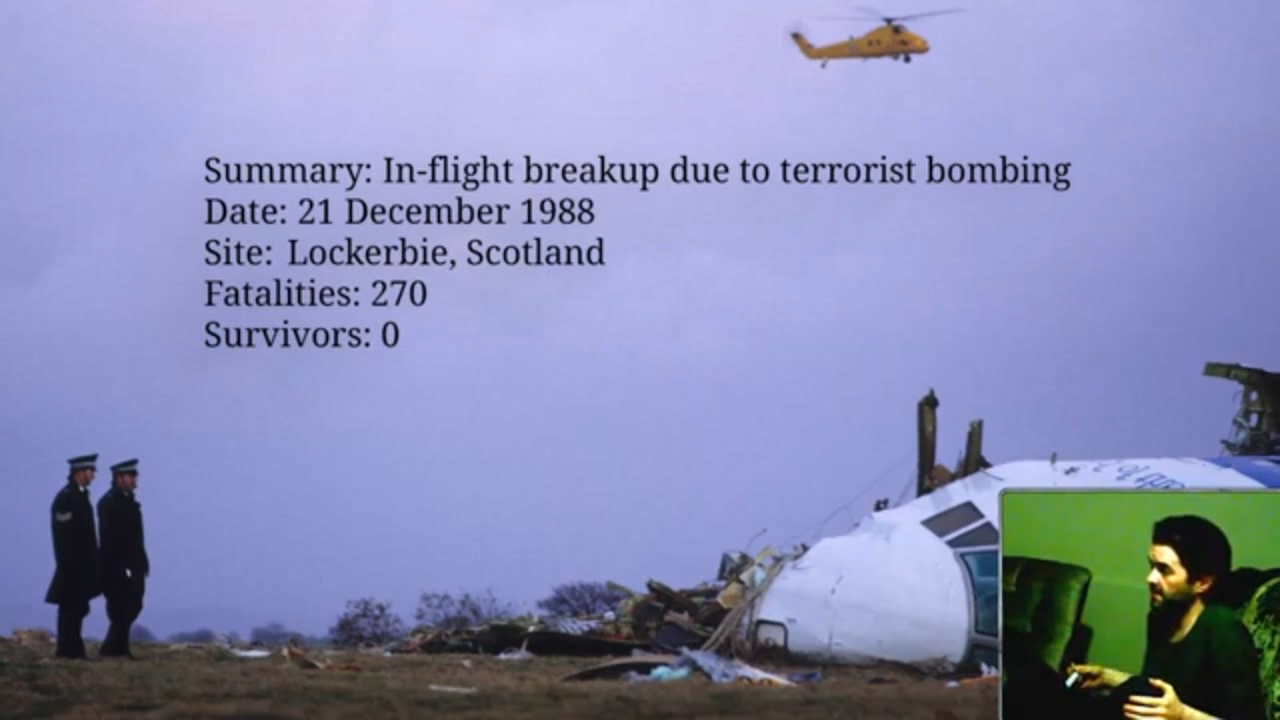 Summary: In-flight breakup due to terrorist bombing
Date: 21 December 1988
Site: Lockerbie, Scotland
Fatalities: 270
Survivors: 0